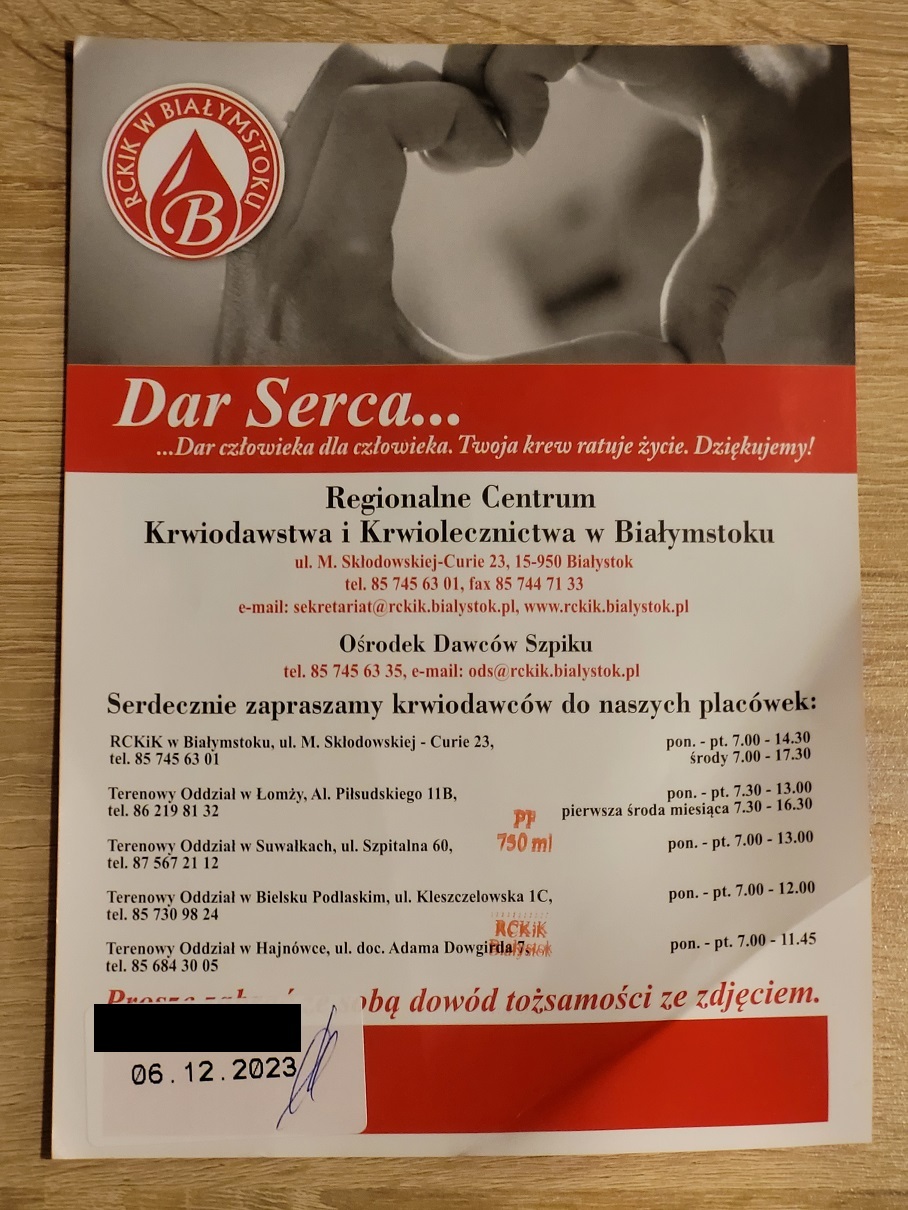 RCKIK W BIAŁYMSTOKU
B
Dar Serca...
...Dar człowieka dla człowieka. Twoja krew ratuje życie. Dziękujemy!
Regionalne Centrum
Krwiodawstwa i Krwiolecznictwa w Białymstoku
ul. M. Skłodowskiej-Curie 23, 15-950 Białystok
tel. 85 745 63 01, fax 85 744 71 33
e-mail: sekretariat@rckik.bialystok.pl, www.rckik.bialystok.pl
Ośrodek Dawców Szpiku
tel. 85 745 63 35, e-mail: ods@rckik.bialystok.pl
Serdecznie zapraszamy krwiodawców do naszych placówek:
RCKiK w Białymstoku, ul. M. Skłodowskiej - Curie 23, pon. - pt. 7.00 - 14.30
tel. 85 745 63 01 środy 7.00 - 17.30
Terenowy Oddział w Łomży, Al. Piłsudskiego 11B, pon. - pt. 7.30 - 13.00
tel. 86 219 81 32 pierwsza środa miesiąca 7.30 - 16.30
PF
750 ml
Terenowy Oddział w Suwałkach, ul. Szpitalna 60, pon. - pt. 7.00 - 13.00
tel. 87 567 21 12
Terenowy Oddział w Bielsku Podlaskim, ul. Kleszczelowska 1C, pon. - pt. 7.00 - 12.00
tel. 85 730 98 24
RCKiK
Białystok
Terenowy Oddział w Hajnówce, ul. doc. Adama Dowgirda 7, pon. - pt. 7.00 - 11.45
tel. 85 684 30 05
Proszę sobą dowód tożsamości ze zdjęciem.
06.12.2023